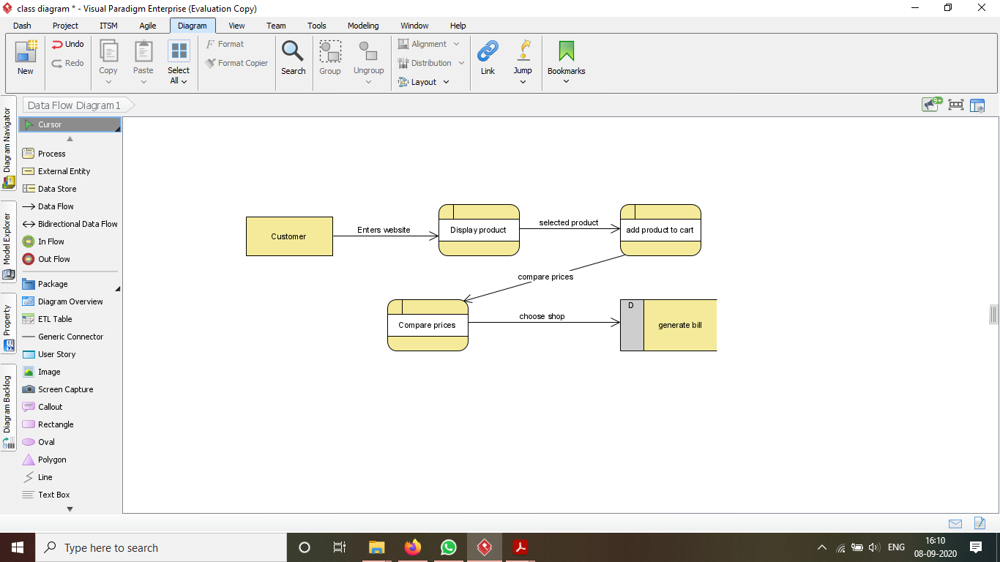 class diagram * - Visual Paradigm Enterprise (Evaluation Copy)
Dash Project ITSM Agile Diagram View Team Tools Modeling Window Help
New
Undo
Redo
Copy
Paste
Select All
Format
Format Copier
Search
Group
Ungroup
Alignment
Distribution
Layout
Link
Jump
Bookmarks
Data Flow Diagram1
9+
Diagram Navigator
Model Explorer
Property
Diagram Backlog
Cursor
Process
External Entity
Data Store
Data Flow
Bidirectional Data Flow
In Flow
Out Flow
Package
Diagram Overview
ETL Table
Generic Connector
User Story
Image
Screen Capture
Callout
Rectangle
Oval
Polygon
Line
Text Box
Customer
Enters website
Display product
selected product
add product to cart
compare prices
Compare prices
choose shop
D
generate bill
Type here to search
ENG
16:10
08-09-2020